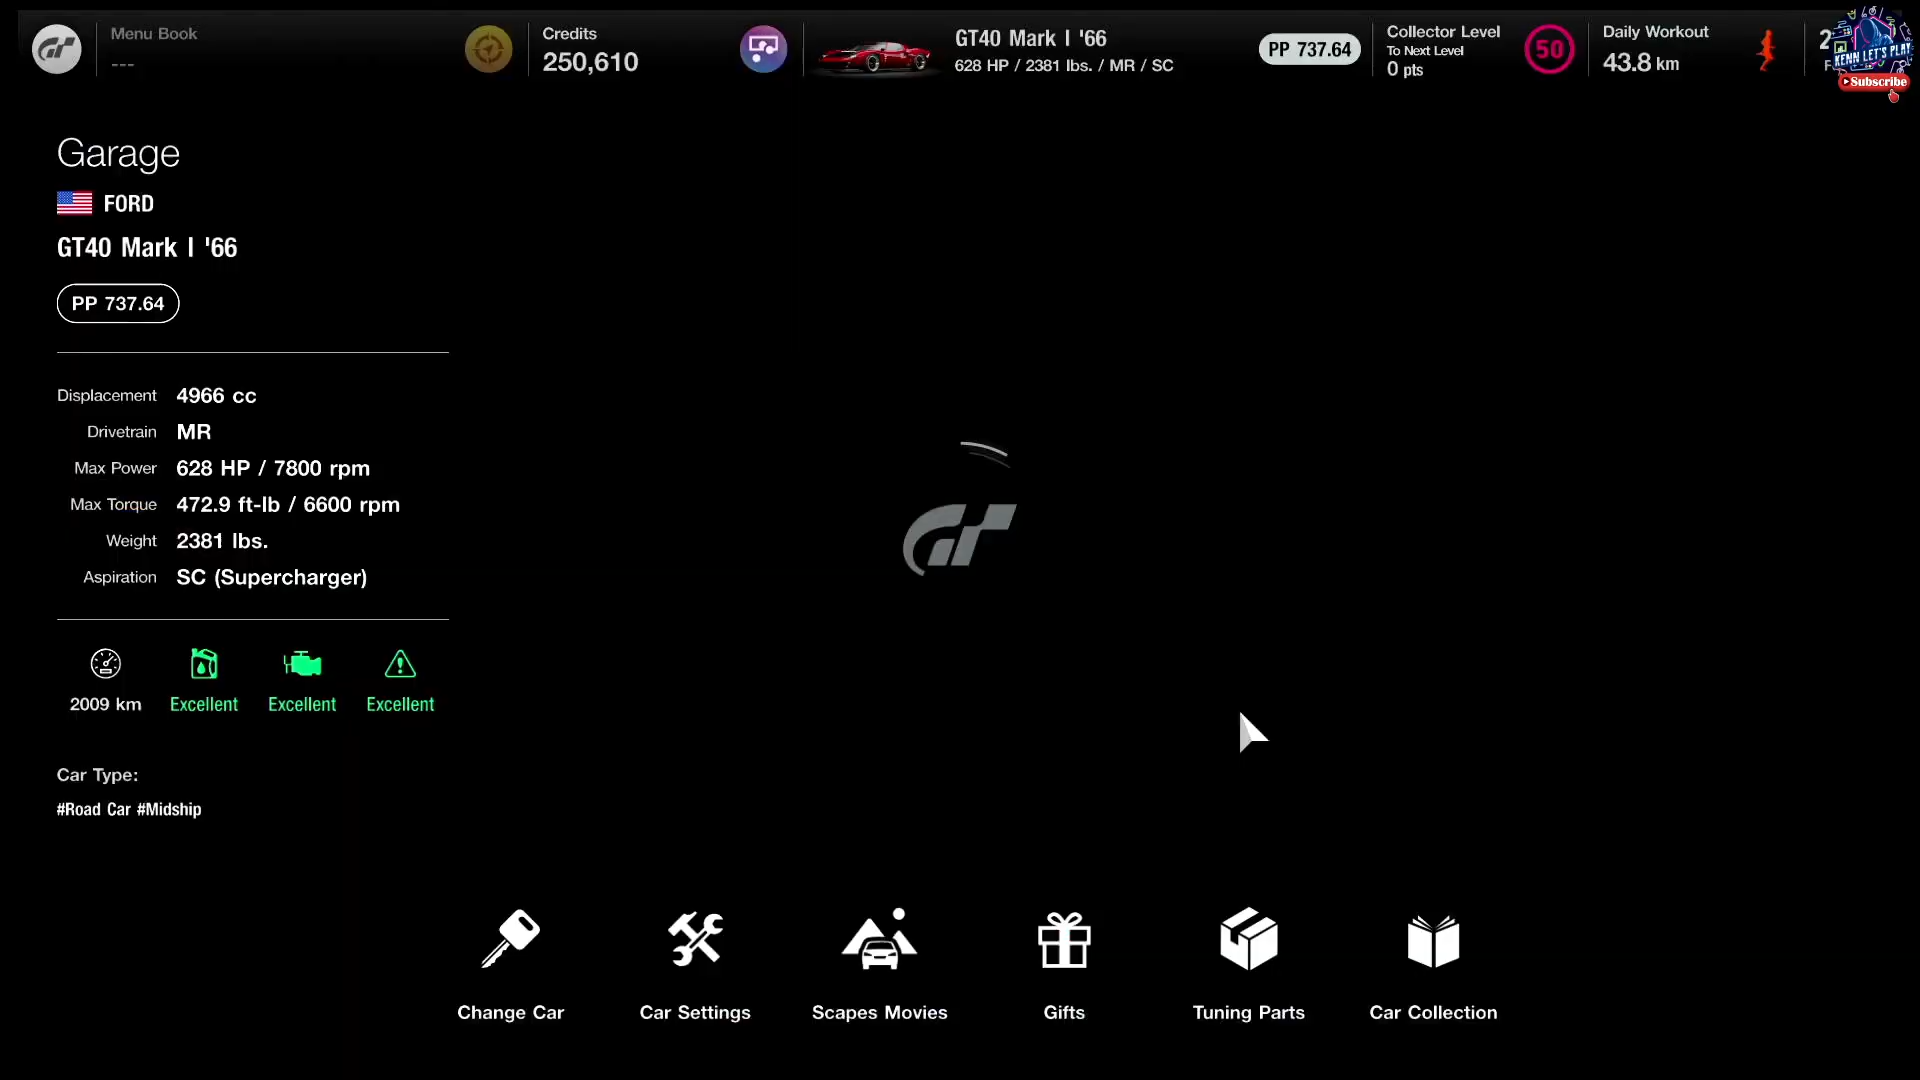 Menu Book
---
Credits
250,610
GT40 Mark I '66
628 HP / 2381 lbs. / MR / SC
PP 737.64
Collector Level
To Next Level
0 pts
50
Daily Workout
43.8 km
KENN LET'S PLAY
Subscribe
Garage
FORD
GT40 Mark I '66
PP 737.64
Displacement 4966 cc
Drivetrain MR
Max Power 628 HP / 7800 rpm
Max Torque 472.9 ft-lb / 6600 rpm
Weight 2381 lbs.
Aspiration SC (Supercharger)
2009 km Excellent Excellent Excellent
Car Type:
#Road Car #Midship
Change Car Car Settings Scapes Movies Gifts Tuning Parts Car Collection